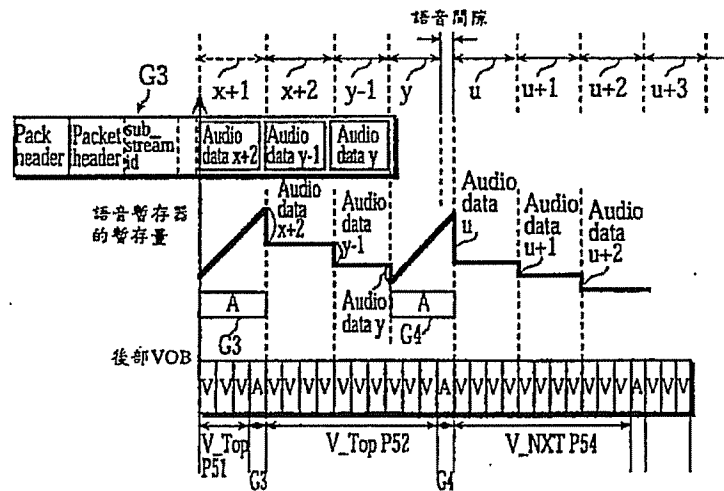 語音間隙
x+1 x+2 y-1 y u u+1 u+2 u+3
G3
Pack header
Packet header
sub_stream id
Audio data x+2
Audio data y-1
Audio data y
語音暫存器
的暫存量
Audio data x+2
Audio data y-1
Audio data y
Audio data u
Audio data u+1
Audio data u+2
A
G3
A
G4
後部VOB
V V V A V V V V V V V V A V V V V V V V V A V V V
V_Top P51
G3
V_Top P52
G4
V_NXT P54